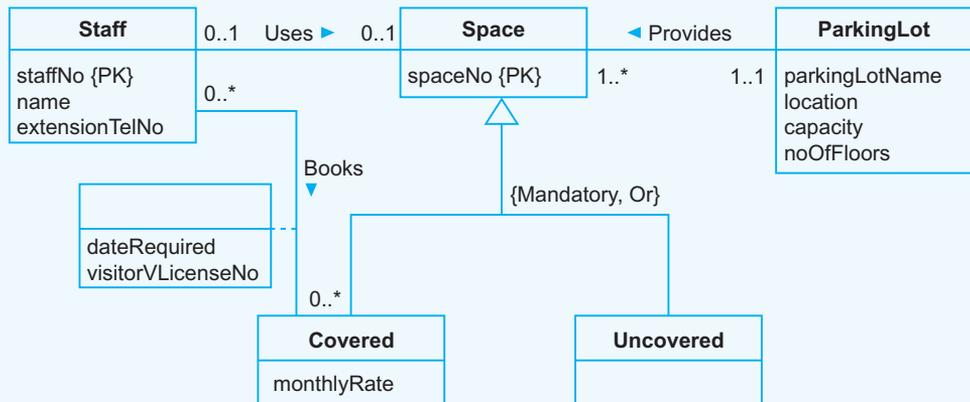 Staff
0..1
Uses
0..1
Space
Provides
ParkingLot
staffNo {PK}
name
extensionTelNo
0..*
spaceNo {PK}
1..*
1..1
parkingLotName
location
capacity
noOfFloors
Books
{Mandatory, Or}
dateRequired
visitorVLicenseNo
0..*
Covered
monthlyRate
Uncovered